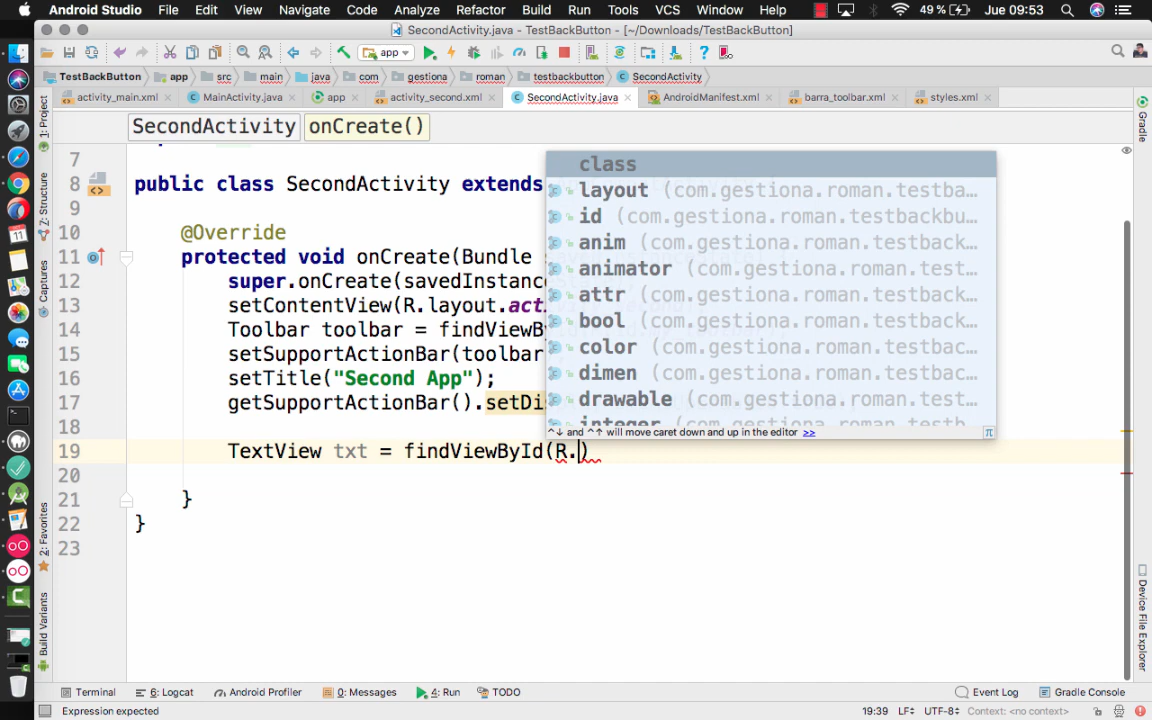 Android Studio File Edit View Navigate Code Analyze Refactor Build Run Tools VCS Window Help 49 % Jue 09:53
SecondActivity.java - TestBackButton - [~/Downloads/TestBackButton]
app
TestBackButton app src main java com gestiona roman testbackbutton SecondActivity
activity_main.xml MainActivity.java app activity_second.xml SecondActivity.java AndroidManifest.xml barra_toolbar.xml styles.xml
SecondActivity onCreate()
1: Project
Z: Structure
Captures
2: Favorites
Build Variants
Gradle
Device File Explorer
7
8 public class SecondActivity extends
9
10 @Override
11 protected void onCreate(Bundle
12 super.onCreate(savedInstanc
13 setContentView(R.layout.act
14 Toolbar toolbar = findViewB
15 setSupportActionBar(toolbar
16 setTitle("Second App");
17 getSupportActionBar().setDi
18
19 TextView txt = findViewById(R.)
20
21 }
22 }
23
class
layout (com.gestiona.roman.testba...
id (com.gestiona.roman.testbackbu...
anim (com.gestiona.roman.testback...
animator (com.gestiona.roman.test...
attr (com.gestiona.roman.testback...
bool (com.gestiona.roman.testback...
color (com.gestiona.roman.testbac...
dimen (com.gestiona.roman.testbac...
drawable (com.gestiona.roman.test...
integer (com.gestiona.roman.testb...
^↓ and ^↑ will move caret down and up in the editor >> π
Terminal 6: Logcat Android Profiler 0: Messages 4: Run TODO Event Log Gradle Console
Expression expected 19:39 LF÷ UTF-8÷ Context: <no context>